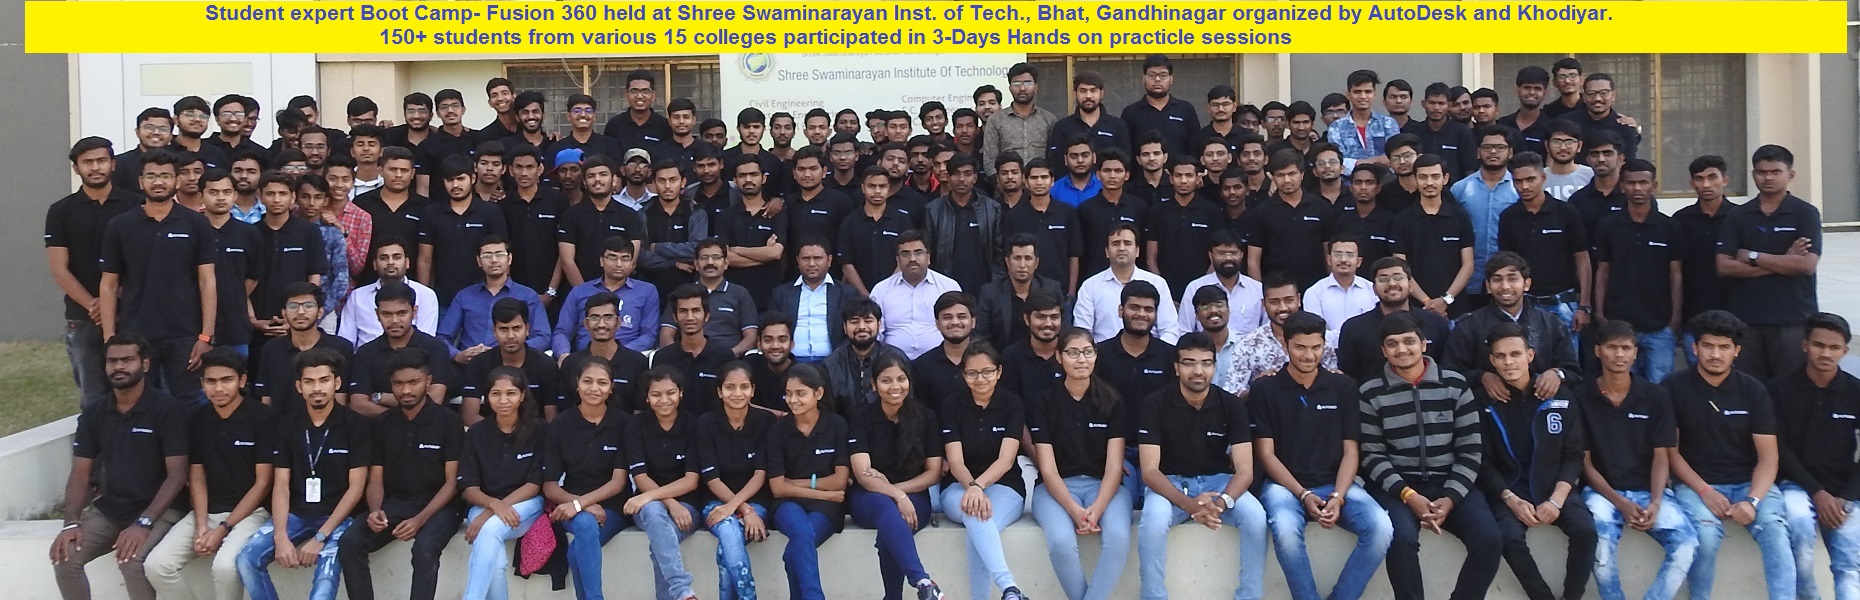 Student expert Boot Camp- Fusion 360 held at Shree Swaminarayan Inst. of Tech., Bhat, Gandhinagar organized by AutoDesk and Khodiyar.
150+ students from various 15 colleges participated in 3-Days Hands on practicle sessions
Shree Swaminarayan Institute Of Technology
Civil Engineering
Computer Engine
AUTODESK
6